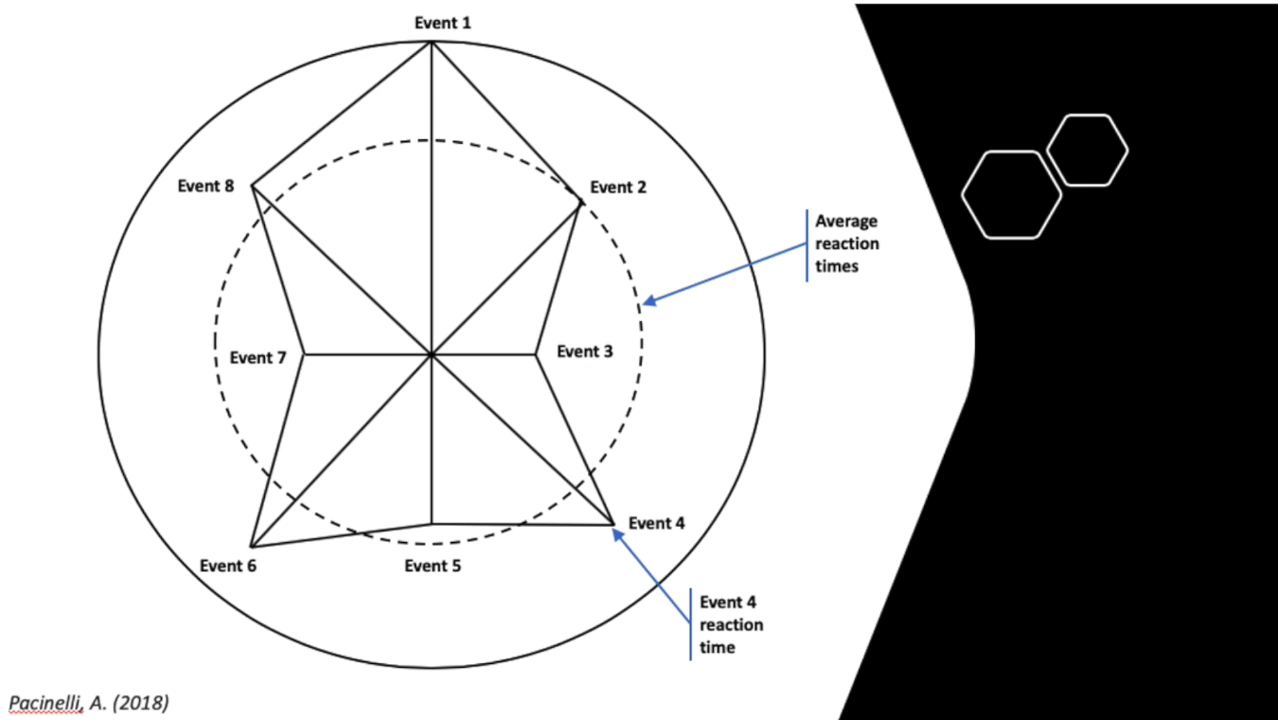 Event 1
Event 8
Event 2
Average
reaction
times
Event 7
Event 3
Event 4
Event 6
Event 5
Event 4
reaction
time
Pacinelli, A. (2018)